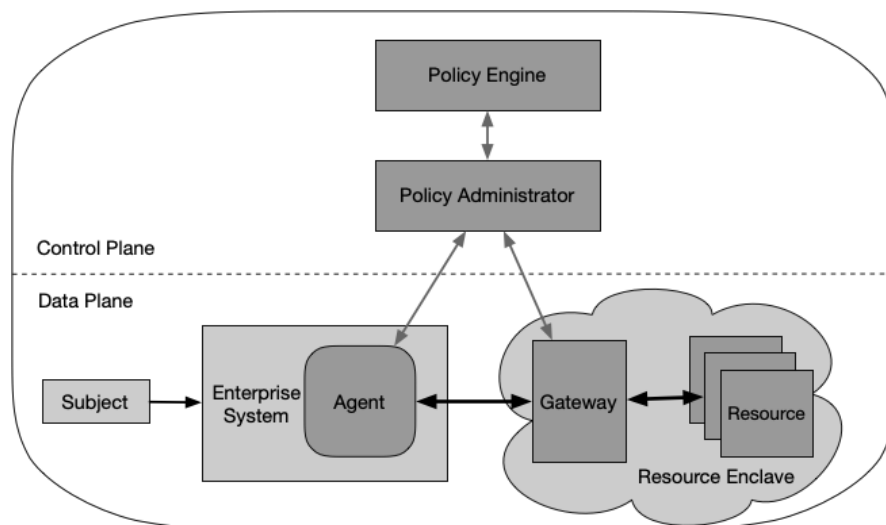 Policy Engine
Policy Administrator
Control Plane
Data Plane
Subject
Enterprise
System
Agent
Gateway
Resource
Resource Enclave